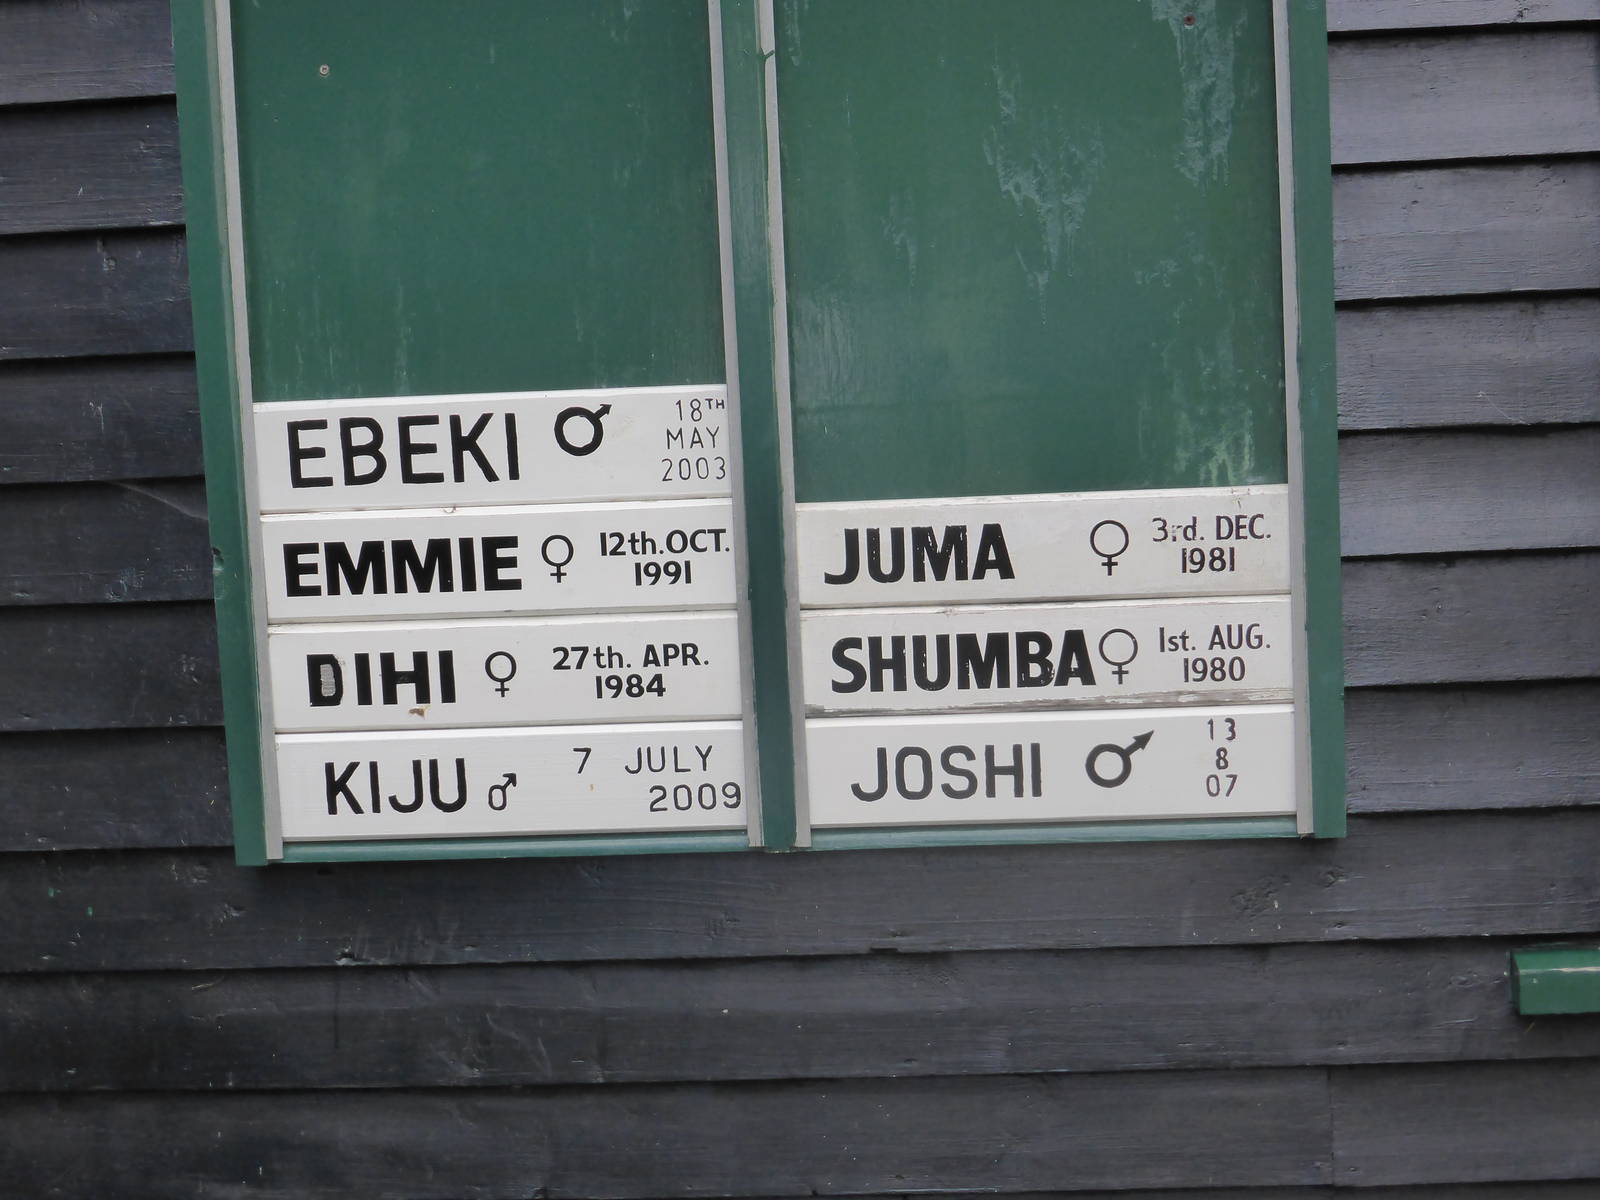 EBEKI ♂ 18TH
MAY
2003
EMMIE ♀ 12th.OCT.
1991
DIHI ♀ 27th. APR.
1984
KIJU ♂ 7 JULY
2009
JUMA ♀ 3rd. DEC.
1981
SHUMBA ♀ 1st. AUG.
1980
JOSHI ♂ 13
8
07